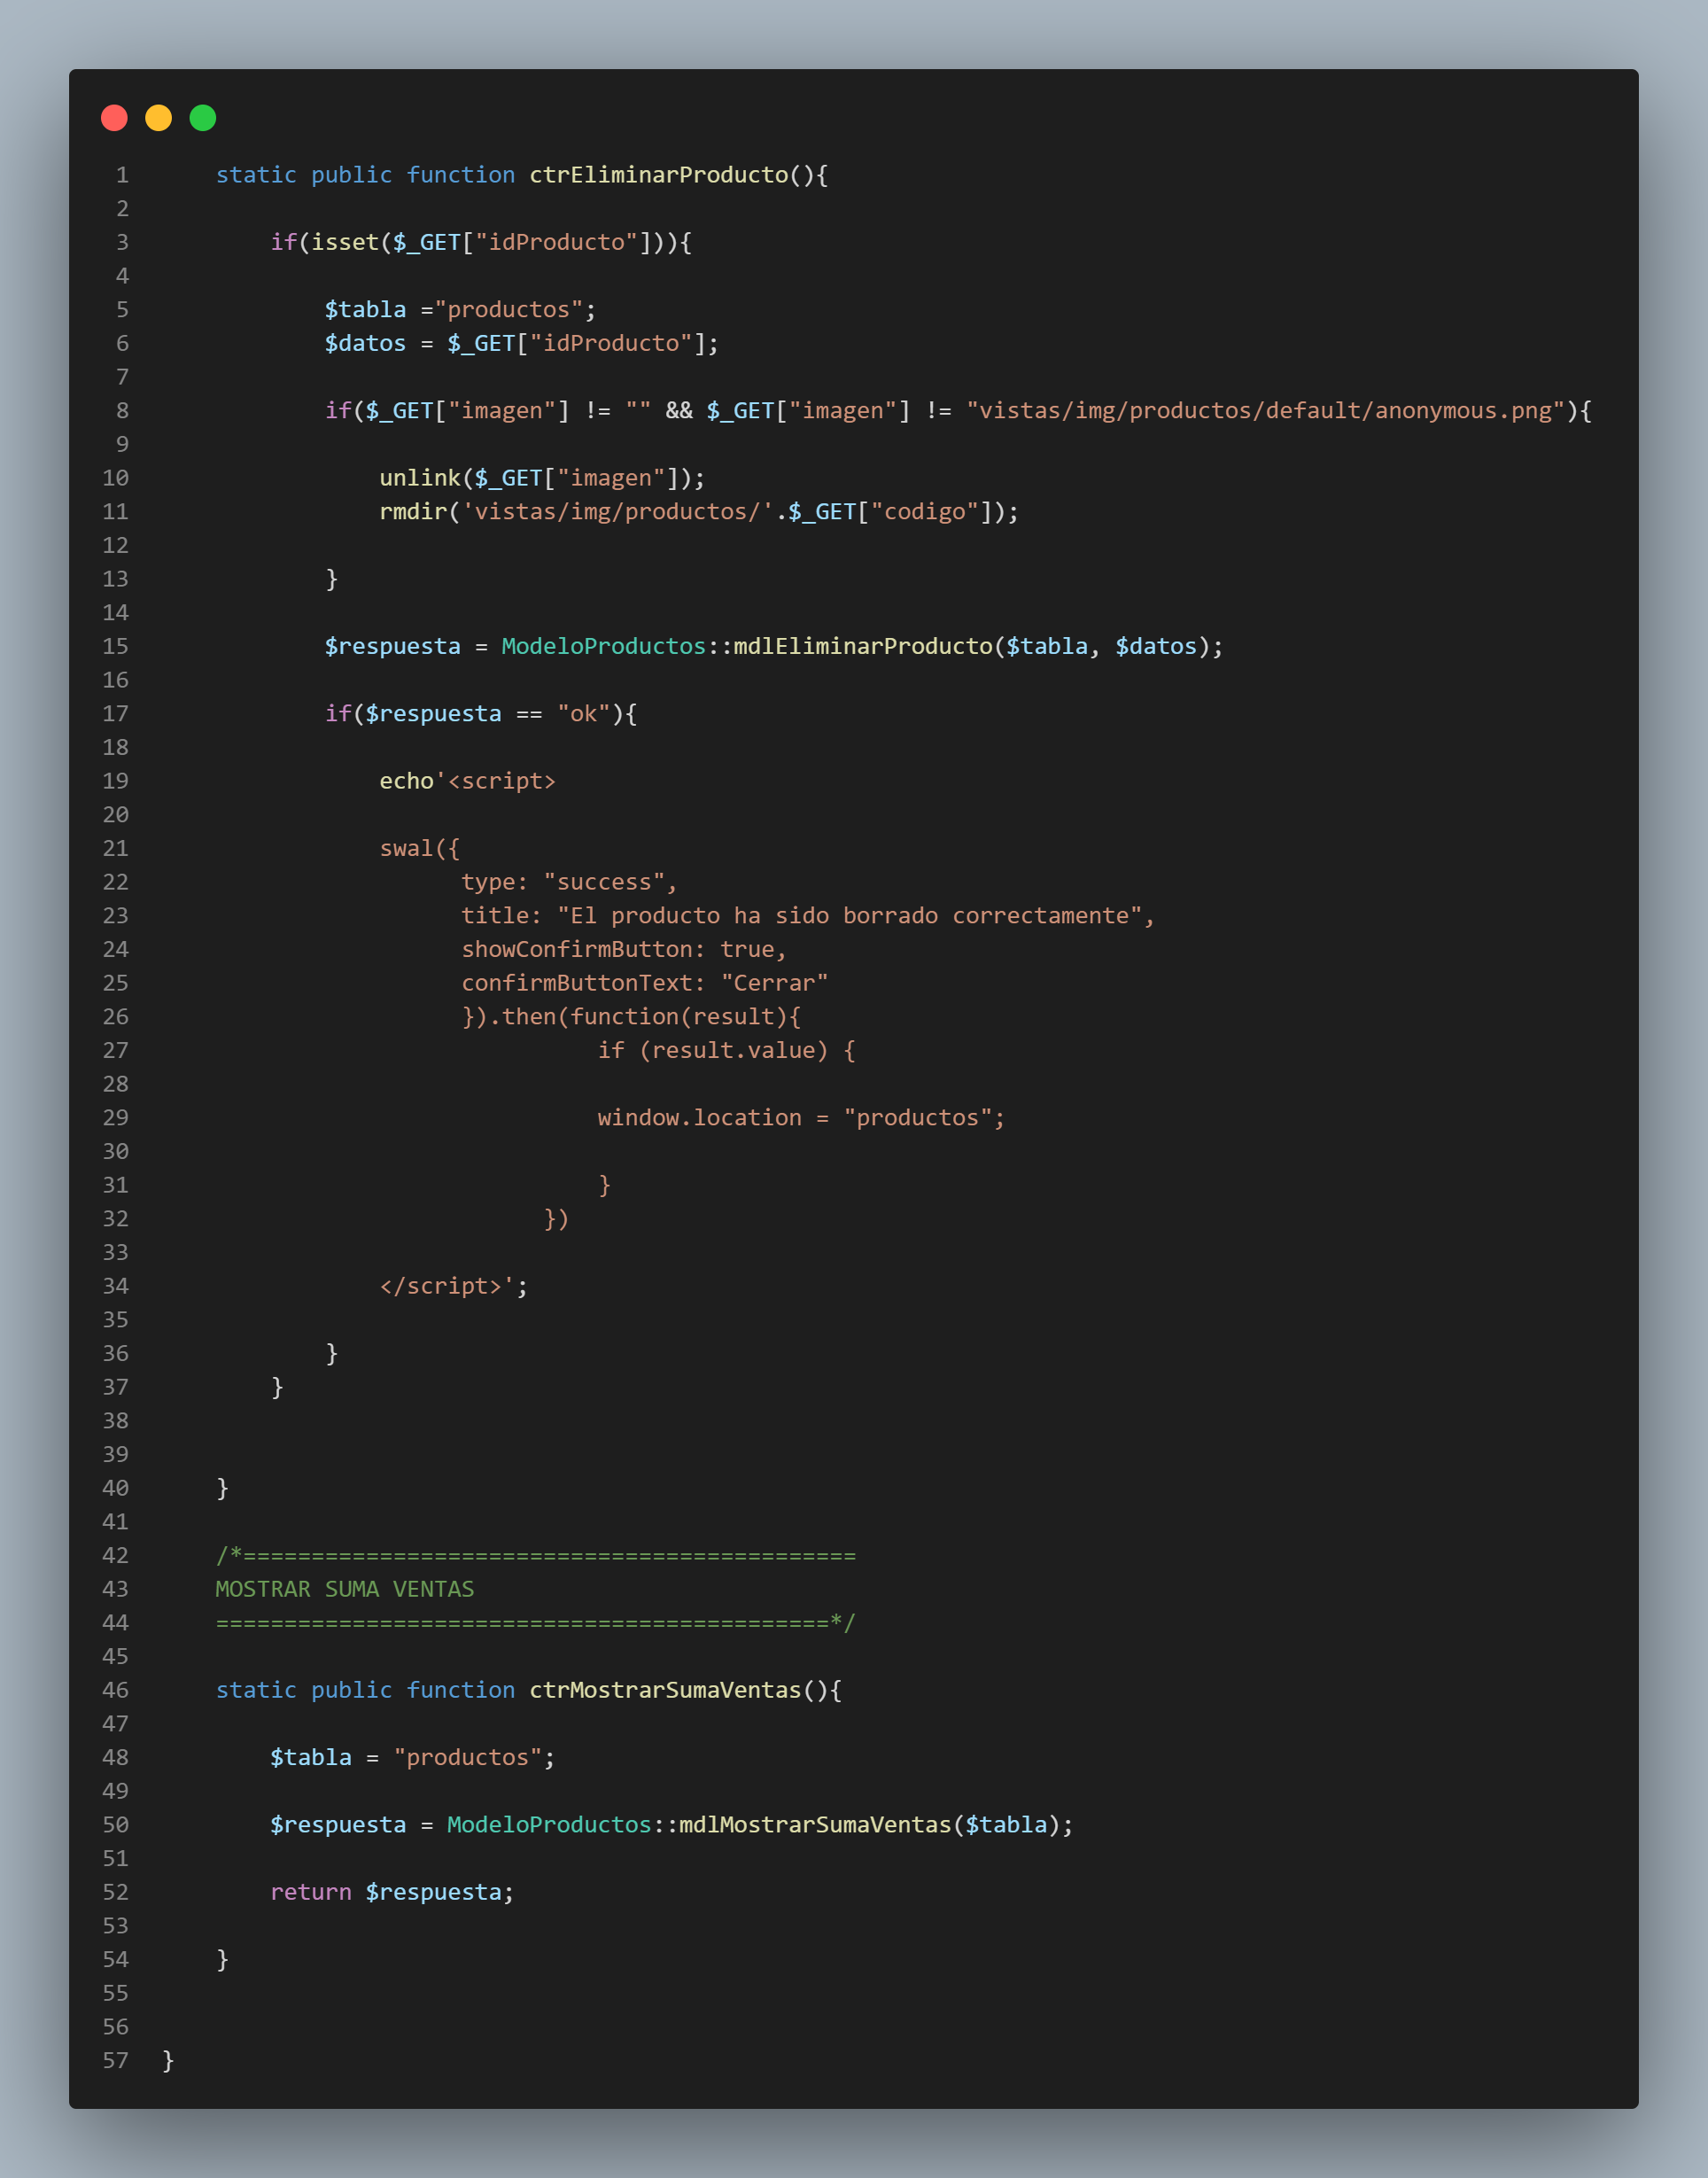 1 static public function ctrEliminarProducto(){
2
3 if(isset($_GET["idProducto"])){
4
5 $tabla ="productos";
6 $datos = $_GET["idProducto"];
7
8 if($_GET["imagen"] != "" && $_GET["imagen"] != "vistas/img/productos/default/anonymous.png"){
9
10 unlink($_GET["imagen"]);
11 rmdir('vistas/img/productos/'.$_GET["codigo"]);
12
13 }
14
15 $respuesta = ModeloProductos::mdlEliminarProducto($tabla, $datos);
16
17 if($respuesta == "ok"){
18
19 echo'<script>
20
21 swal({
22 type: "success",
23 title: "El producto ha sido borrado correctamente",
24 showConfirmButton: true,
25 confirmButtonText: "Cerrar"
26 }).then(function(result){
27 if (result.value) {
28
29 window.location = "productos";
30
31 }
32 })
33
34 </script>';
35
36 }
37 }
38
39
40 }
41
42 /*=============================================
43 MOSTRAR SUMA VENTAS
44 =============================================*/
45
46 static public function ctrMostrarSumaVentas(){
47
48 $tabla = "productos";
49
50 $respuesta = ModeloProductos::mdlMostrarSumaVentas($tabla);
51
52 return $respuesta;
53
54 }
55
56
57 }